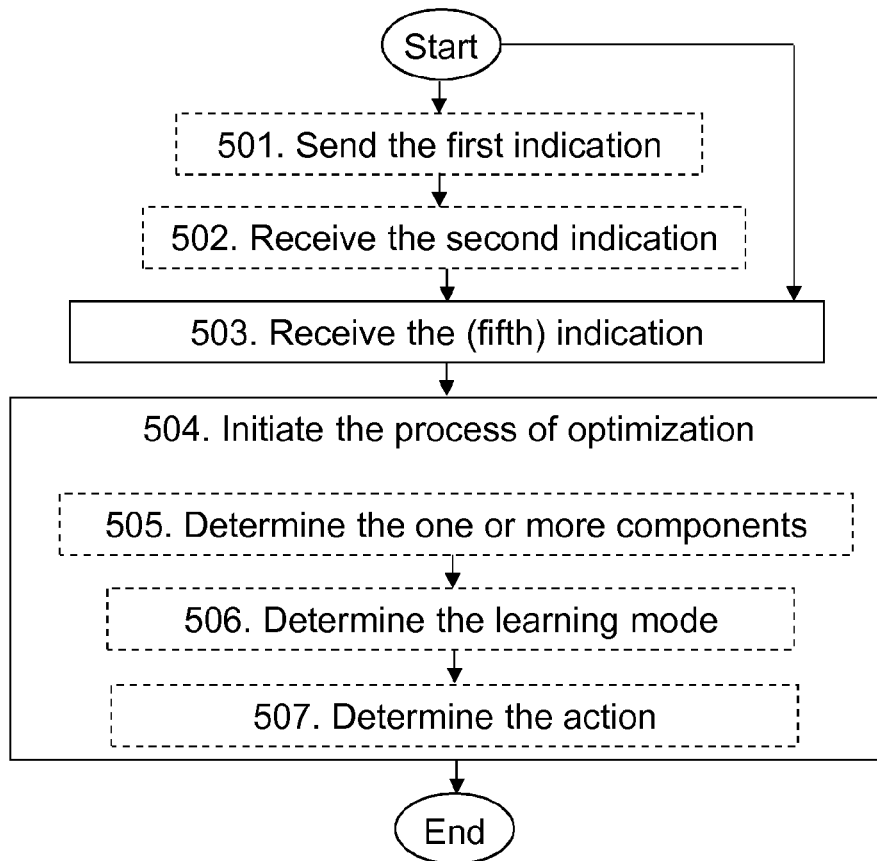 Start
501. Send the first indication
502. Receive the second indication
503. Receive the (fifth) indication
504. Initiate the process of optimization
505. Determine the one or more components
506. Determine the learning mode
507. Determine the action
End